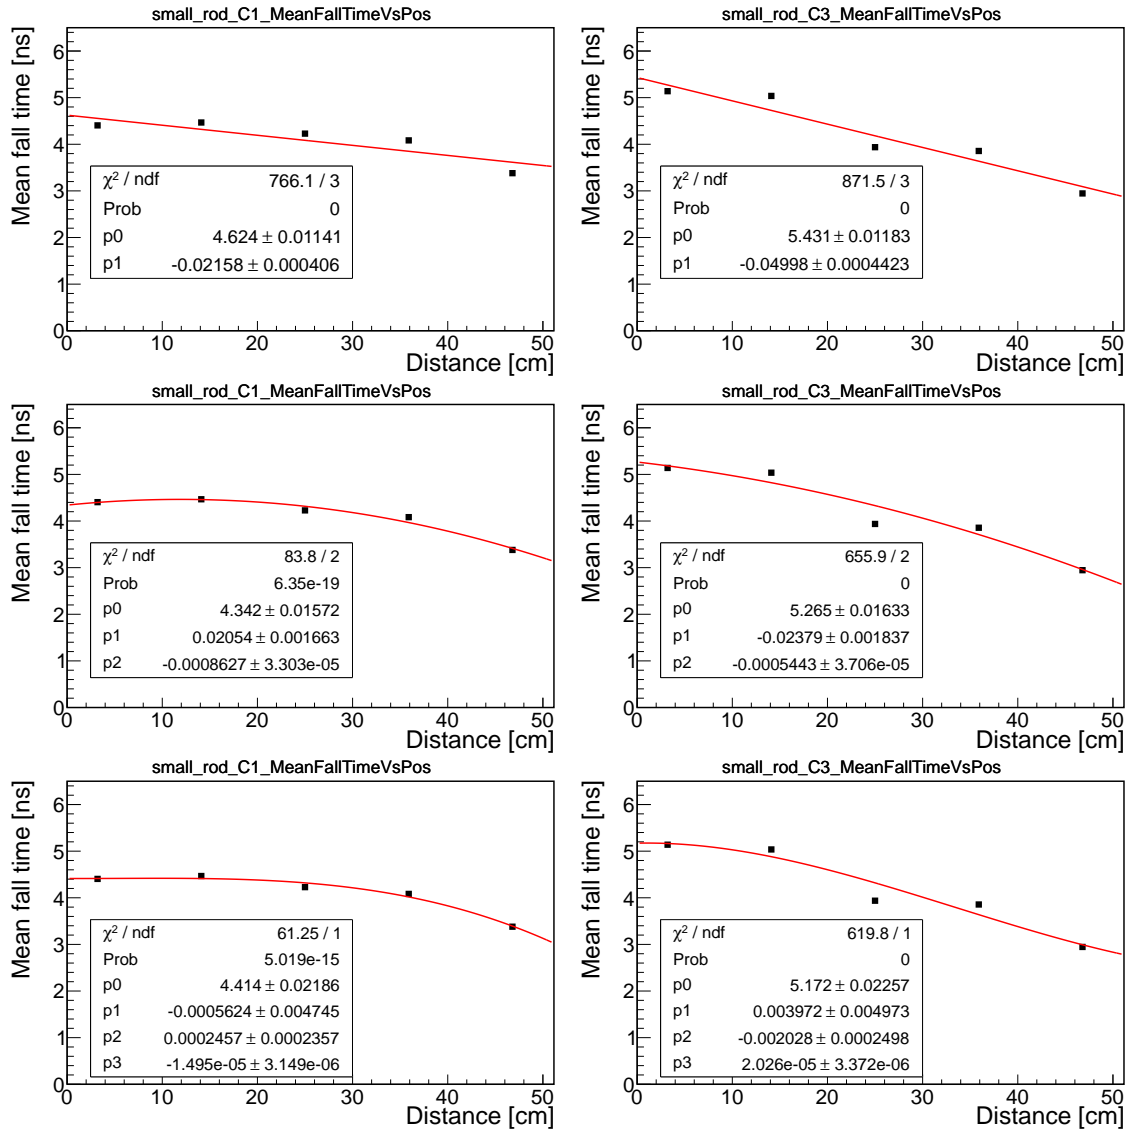 small_rod_C1_MeanFallTimeVsPos
Mean fall time [ns]
6
5
4
3
2
1
0
χ² / ndf 766.1 / 3
Prob 0
p0 4.624 ± 0.01141
p1 -0.02158 ± 0.000406
0 10 20 30 40 50
Distance [cm]
small_rod_C3_MeanFallTimeVsPos
Mean fall time [ns]
6
5
4
3
2
1
0
χ² / ndf 871.5 / 3
Prob 0
p0 5.431 ± 0.01183
p1 -0.04998 ± 0.0004423
0 10 20 30 40 50
Distance [cm]
small_rod_C1_MeanFallTimeVsPos
Mean fall time [ns]
6
5
4
3
2
1
0
χ² / ndf 83.8 / 2
Prob 6.35e-19
p0 4.342 ± 0.01572
p1 0.02054 ± 0.001663
p2 -0.0008627 ± 3.303e-05
0 10 20 30 40 50
Distance [cm]
small_rod_C3_MeanFallTimeVsPos
Mean fall time [ns]
6
5
4
3
2
1
0
χ² / ndf 655.9 / 2
Prob 0
p0 5.265 ± 0.01633
p1 -0.02379 ± 0.001837
p2 -0.0005443 ± 3.706e-05
0 10 20 30 40 50
Distance [cm]
small_rod_C1_MeanFallTimeVsPos
Mean fall time [ns]
6
5
4
3
2
1
0
χ² / ndf 61.25 / 1
Prob 5.019e-15
p0 4.414 ± 0.02186
p1 -0.0005624 ± 0.004745
p2 0.0002457 ± 0.0002357
p3 -1.495e-05 ± 3.149e-06
0 10 20 30 40 50
Distance [cm]
small_rod_C3_MeanFallTimeVsPos
Mean fall time [ns]
6
5
4
3
2
1
0
χ² / ndf 619.8 / 1
Prob 0
p0 5.172 ± 0.02257
p1 0.003972 ± 0.004973
p2 -0.002028 ± 0.0002498
p3 2.026e-05 ± 3.372e-06
0 10 20 30 40 50
Distance [cm]